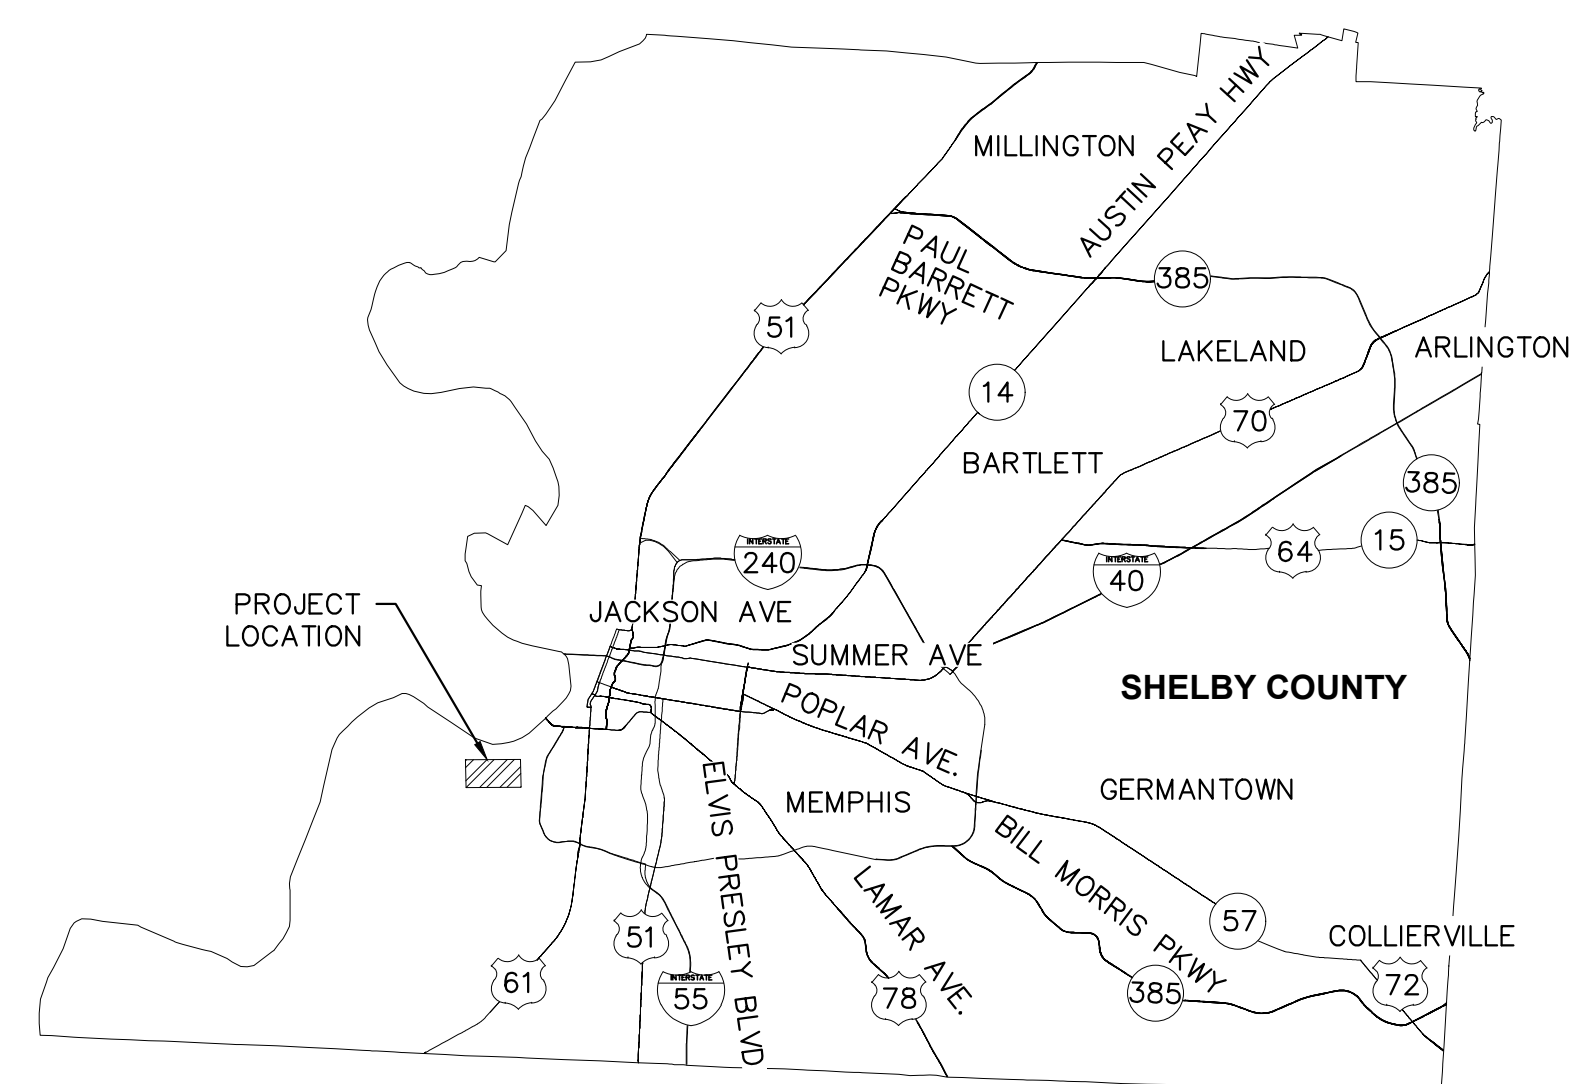 MILLINGTON
AUSTIN PEAY HWY
PAUL
BARRETT
PKWY
385
51
LAKELAND
ARLINGTON
14
70
BARTLETT
385
INTERSTATE
240
64
15
INTERSTATE
40
PROJECT
LOCATION
JACKSON AVE
SUMMER AVE
SHELBY COUNTY
POPLAR AVE.
ELVIS PRESLEY BLVD
MEMPHIS
GERMANTOWN
BILL MORRIS PKWY
LAMAR AVE.
57
51
COLLIERVILLE
61
INTERSTATE
55
78
385
72